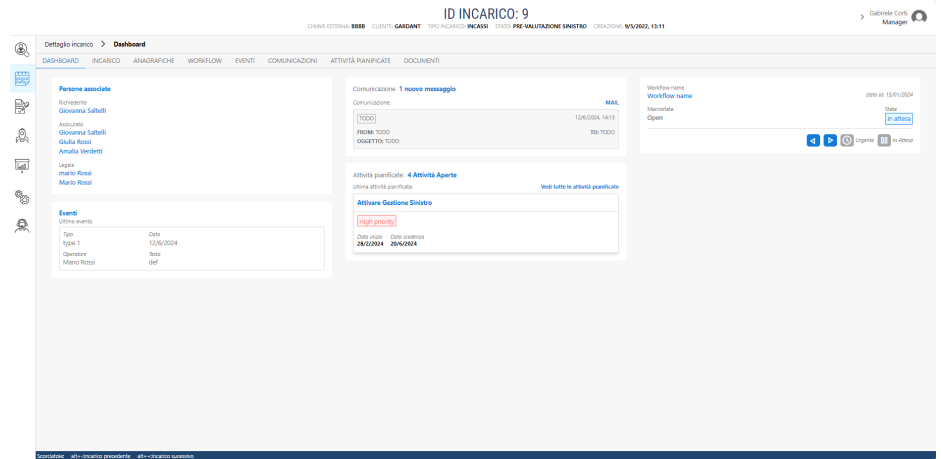 ID INCARICO: 9
CHIAVE ESTERNA: BBBB CLIENTE: GARDANT TIPO INCARICO: INCASSI STATO: PRE-VALUTAZIONE SINISTRO CREAZIONE: 9/5/2022, 13:11
Gabriele Corti
Manager
Dettaglio incarico > Dashboard
DASHBOARD INCARICO ANAGRAFICHE WORKFLOW EVENTI COMUNICAZIONI ATTIVITÀ PIANIFICATE DOCUMENTI
Persone associate
Richiedente
Giovanna Saltelli
Assicurato
Giovanna Saltelli
Giulia Rossi
Amalia Verdetti
Legale
mario Rossi
Mario Rossi
Eventi
Ultimo evento
Tipo Data
type 1 12/6/2024
Operatore Testo
Mario Rossi def
Comunicazione 1 nuovo messaggio
Comunicazione: MAIL
TODO 12/6/2024, 14:13
FROM: TODO TO: TODO
OGGETTO: TODO
Attività pianificate: 4 Attività Aperte
Ultima attività pianificata: Vedi tutte le attività pianificate
Attivare Gestione Sinistro
High priority
Data inizio Data scadenza
28/2/2024 20/6/2024
Workflow name
Workflow name stato al: 15/01/2024
Macrostate State
Open in attesa
Urgente In Attesa
Scorciatoie: alt+-:incarico precedente alt++:incarico sucessivo